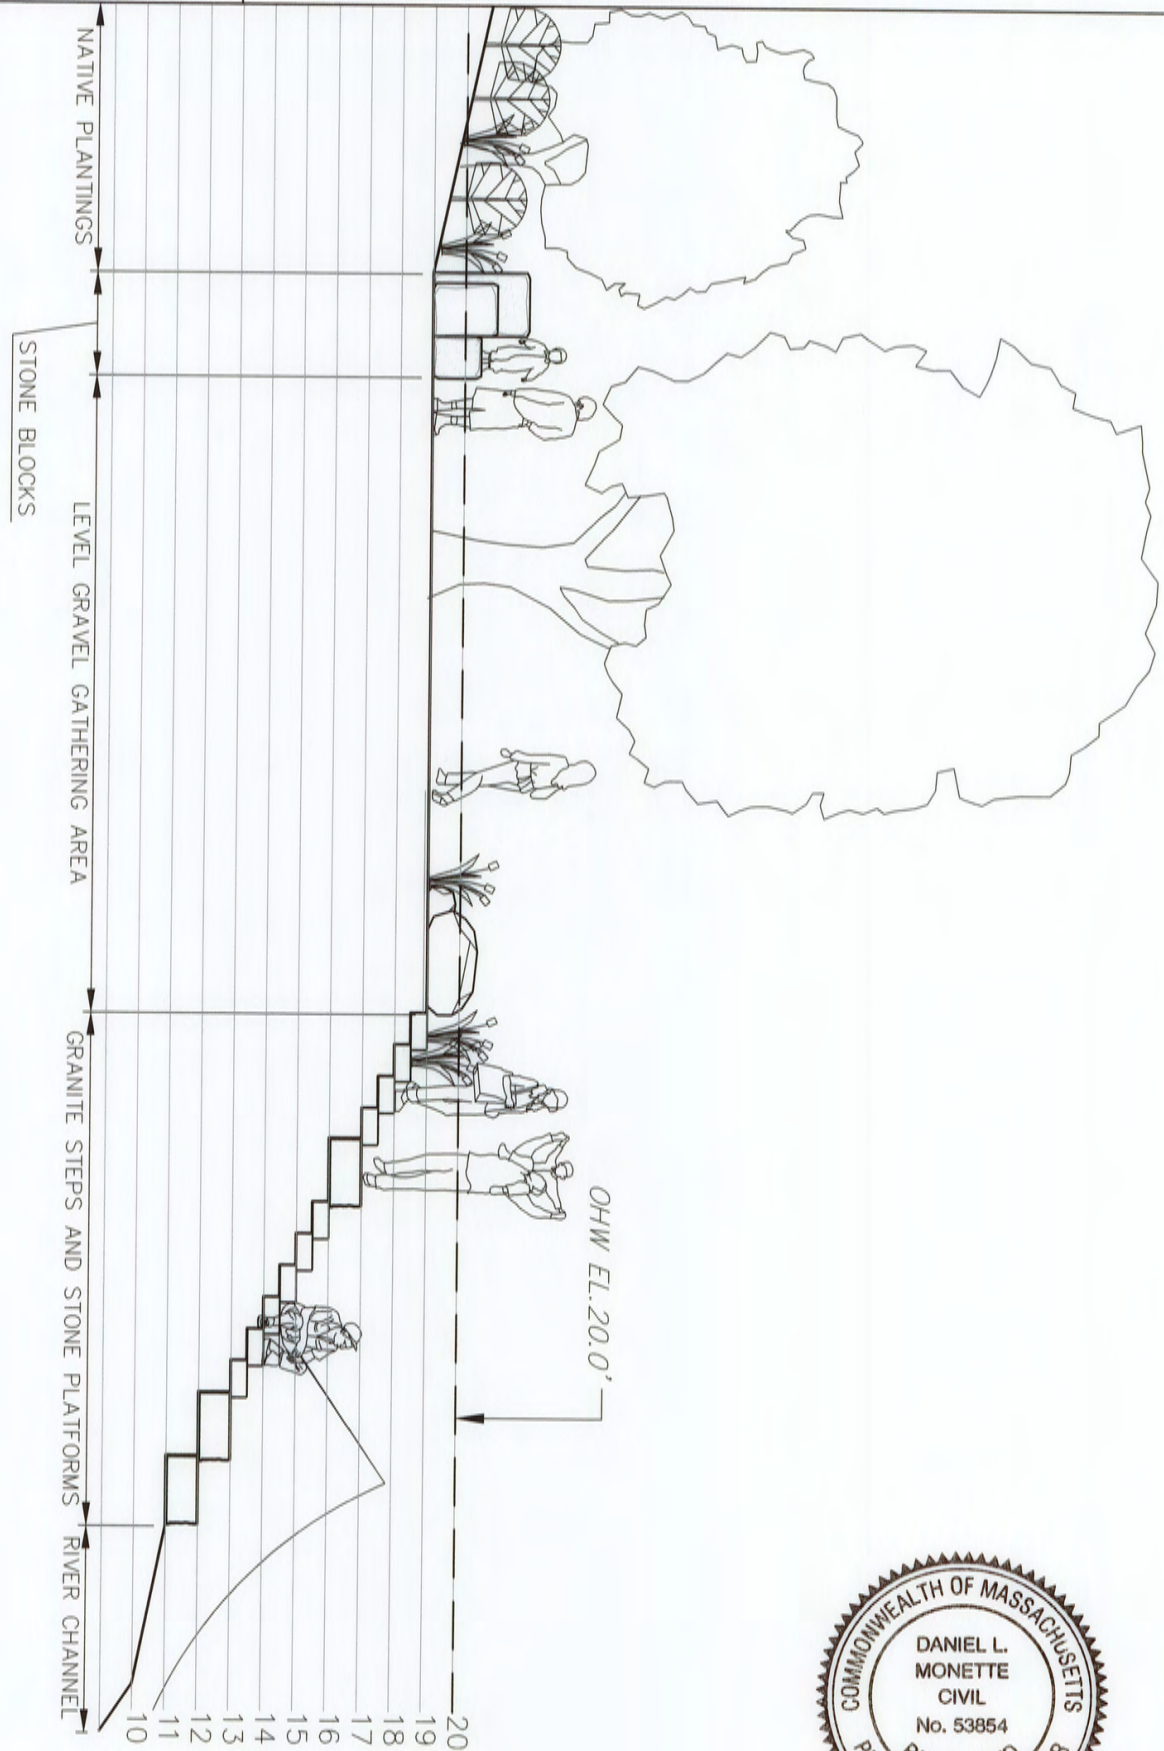 NATIVE PLANTINGS
STONE BLOCKS
LEVEL GRAVEL GATHERING AREA
GRANITE STEPS AND STONE PLATFORMS
RIVER CHANNEL
OHW EL.20.0'
20
19
18
17
16
15
14
13
12
11
10
COMMONWEALTH OF MASSACHUSETTS
DANIEL L.
MONETTE
CIVIL
No. 53854